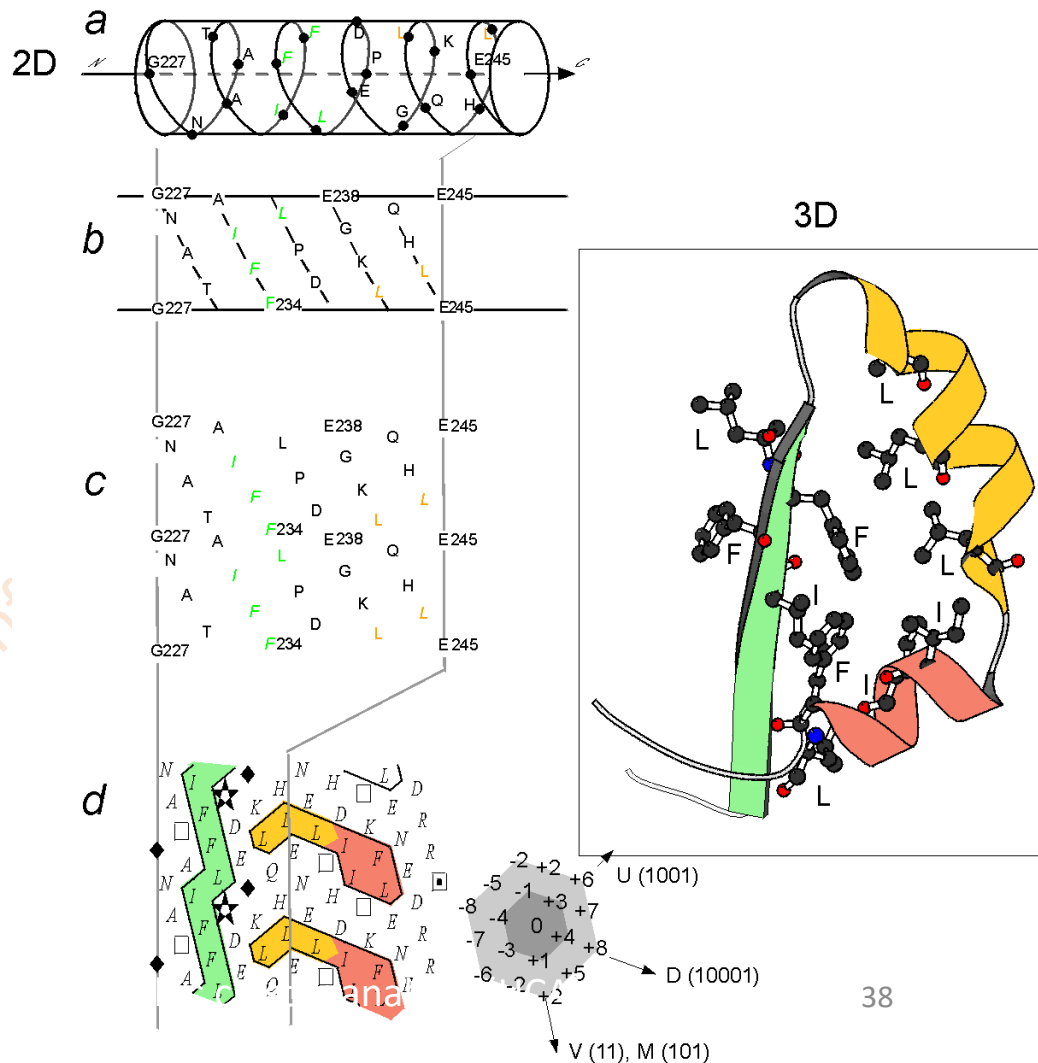 a
2D
N
G227
T
A
F
F
D
P
L
K
L
E245
C
N
A
I
L
E
G
Q
H
b
G227 A E238 E245
N L Q
A I P G H
T F D K L
G227 F234 L E245
3D
c
G227 A E238 Q E245
N I L G H
A F P K L
T F234 D L
G227 A E238 Q E245
N I L G H
A F P K L
T F234 D L
G227 E245
L
L
L
F
F
L
I
I
F
I
L
d
N I N H L D
A F K H E E
F D L L D K R
A F L E L I F N R
N L Q N I L E
A F K H H E D
F D L L E D E R
A F L E L I K N R
I E Q F E
-2 +2 +6
-5 -1 +3 +7
-8 -4 0 +4 +8
-7 -3 +1 +5
-6 -2 +2
U (1001)
D (10001)
V (11), M (101)
38